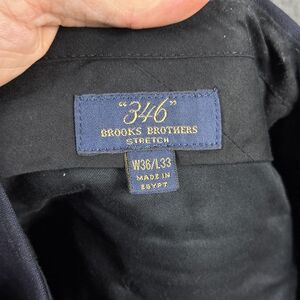 "346"
BROOKS BROTHERS
STRETCH
W36/L33
MADE IN
EGYPT